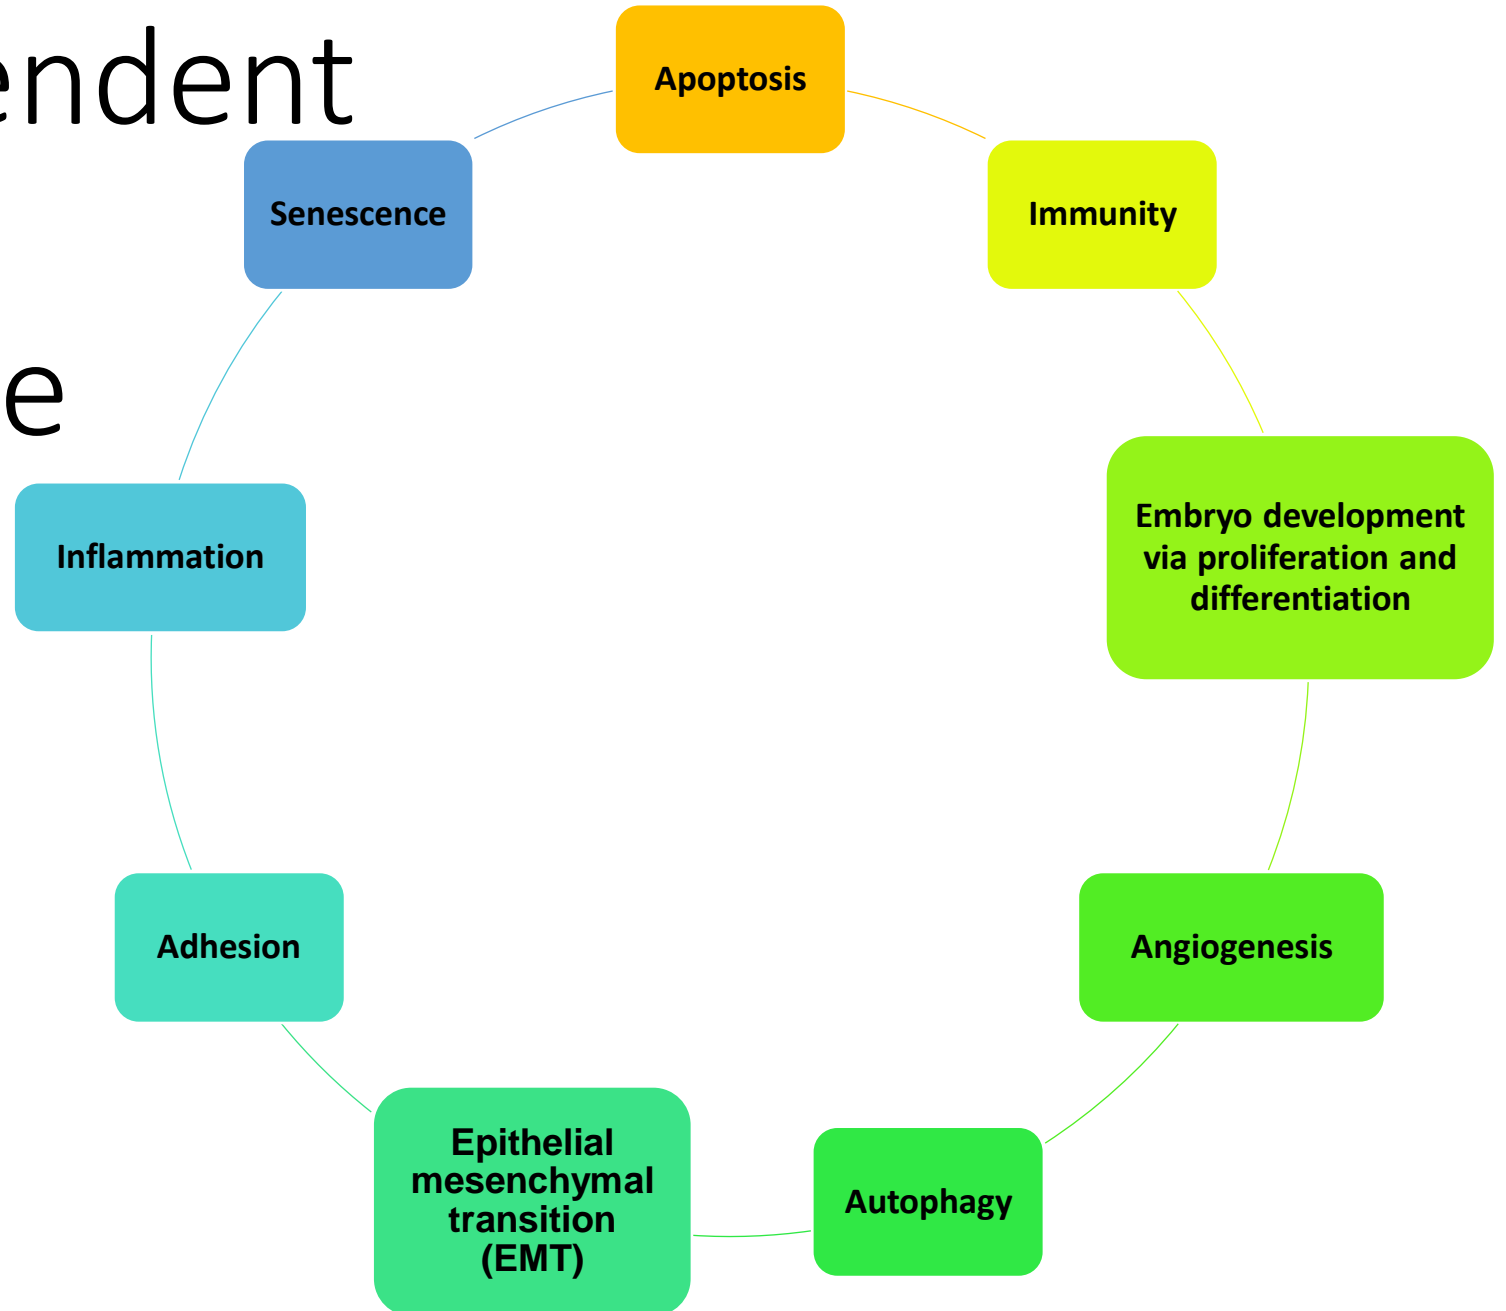 endent
e
Apoptosis
Immunity
Embryo development
via proliferation and
differentiation
Angiogenesis
Autophagy
Epithelial
mesenchymal
transition
(EMT)
Adhesion
Inflammation
Senescence